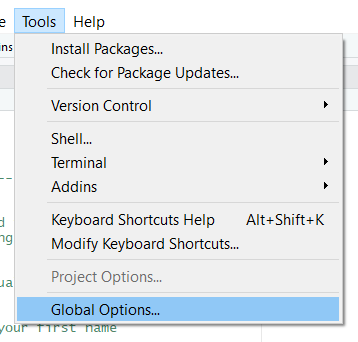 e Tools Help
ins
Install Packages...
Check for Package Updates...
Version Control
Shell...
Terminal
Addins
--
d
Keyboard Shortcuts Help Alt+Shift+K
ng
Modify Keyboard Shortcuts...
Project Options...
ua
Global Options...
your first name